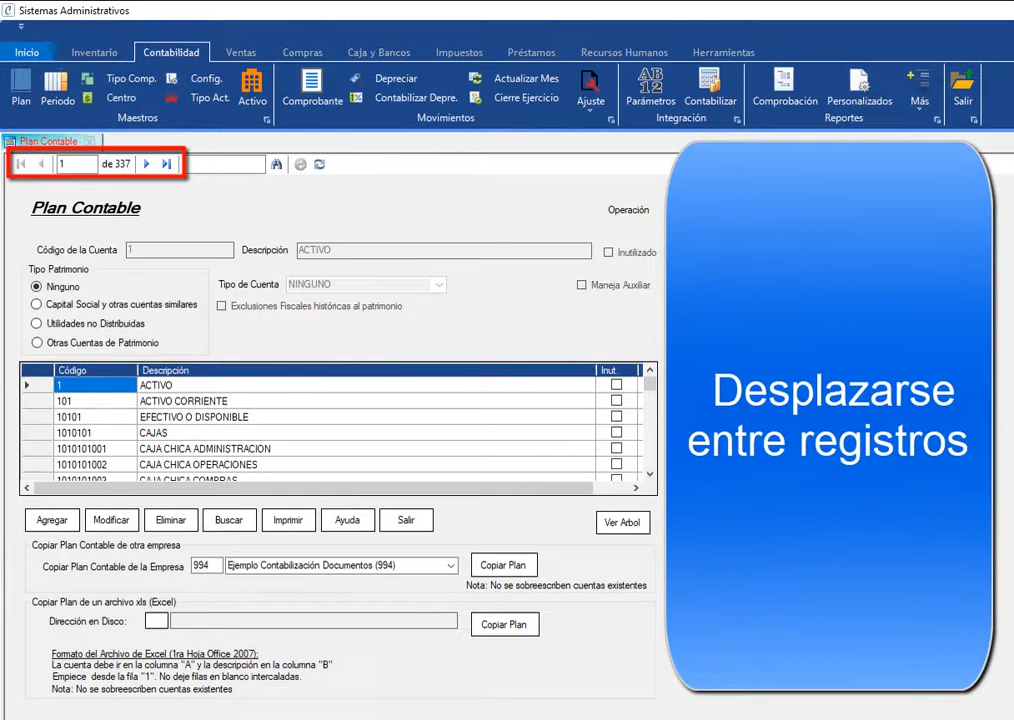 Sistemas Administrativos
Inicio Inventario Contabilidad Ventas Compras Caja y Bancos Impuestos Préstamos Recursos Humanos Herramientas
Plan Periodo Tipo Comp. Centro Config. Tipo Act. Activo Comprobante Depreciar Contabilizar Depre. Actualizar Mes Cierre Ejercicio Ajuste AB 12 Parámetros Contabilizar Comprobación Personalizados Más Salir
Maestros Movimientos Integración Reportes
Plan Contable
1 de 337
Plan Contable
Operación
Código de la Cuenta 1 Descripción ACTIVO Inutilizado
Tipo Patrimonio
Ninguno
Capital Social y otras cuentas similares
Utilidades no Distribuidas
Otras Cuentas de Patrimonio
Tipo de Cuenta NINGUNO Maneja Auxiliar
Exclusiones Fiscales históricas al patrimonio
Código Descripción Inut.
1 ACTIVO
101 ACTIVO CORRIENTE
10101 EFECTIVO O DISPONIBLE
1010101 CAJAS
1010101001 CAJA CHICA ADMINISTRACION
1010101002 CAJA CHICA OPERACIONES
1010101003 CAJA CHICA COMPRAS
Agregar Modificar Eliminar Buscar Imprimir Ayuda Salir Ver Arbol
Copiar Plan Contable de otra empresa
Copiar Plan Contable de la Empresa 994 Ejemplo Contabilización Documentos (994) Copiar Plan
Nota: No se sobreescriben cuentas existentes
Copiar Plan de un archivo xls (Excel)
Dirección en Disco: Copiar Plan
Formato del Archivo de Excel (1ra Hoja Office 2007):
La cuenta debe ir en la columna "A" y la descripción en la columna "B"
Empiece desde la fila "1". No deje filas en blanco intercaladas.
Nota: No se sobreescriben cuentas existentes
Desplazarse
entre registros